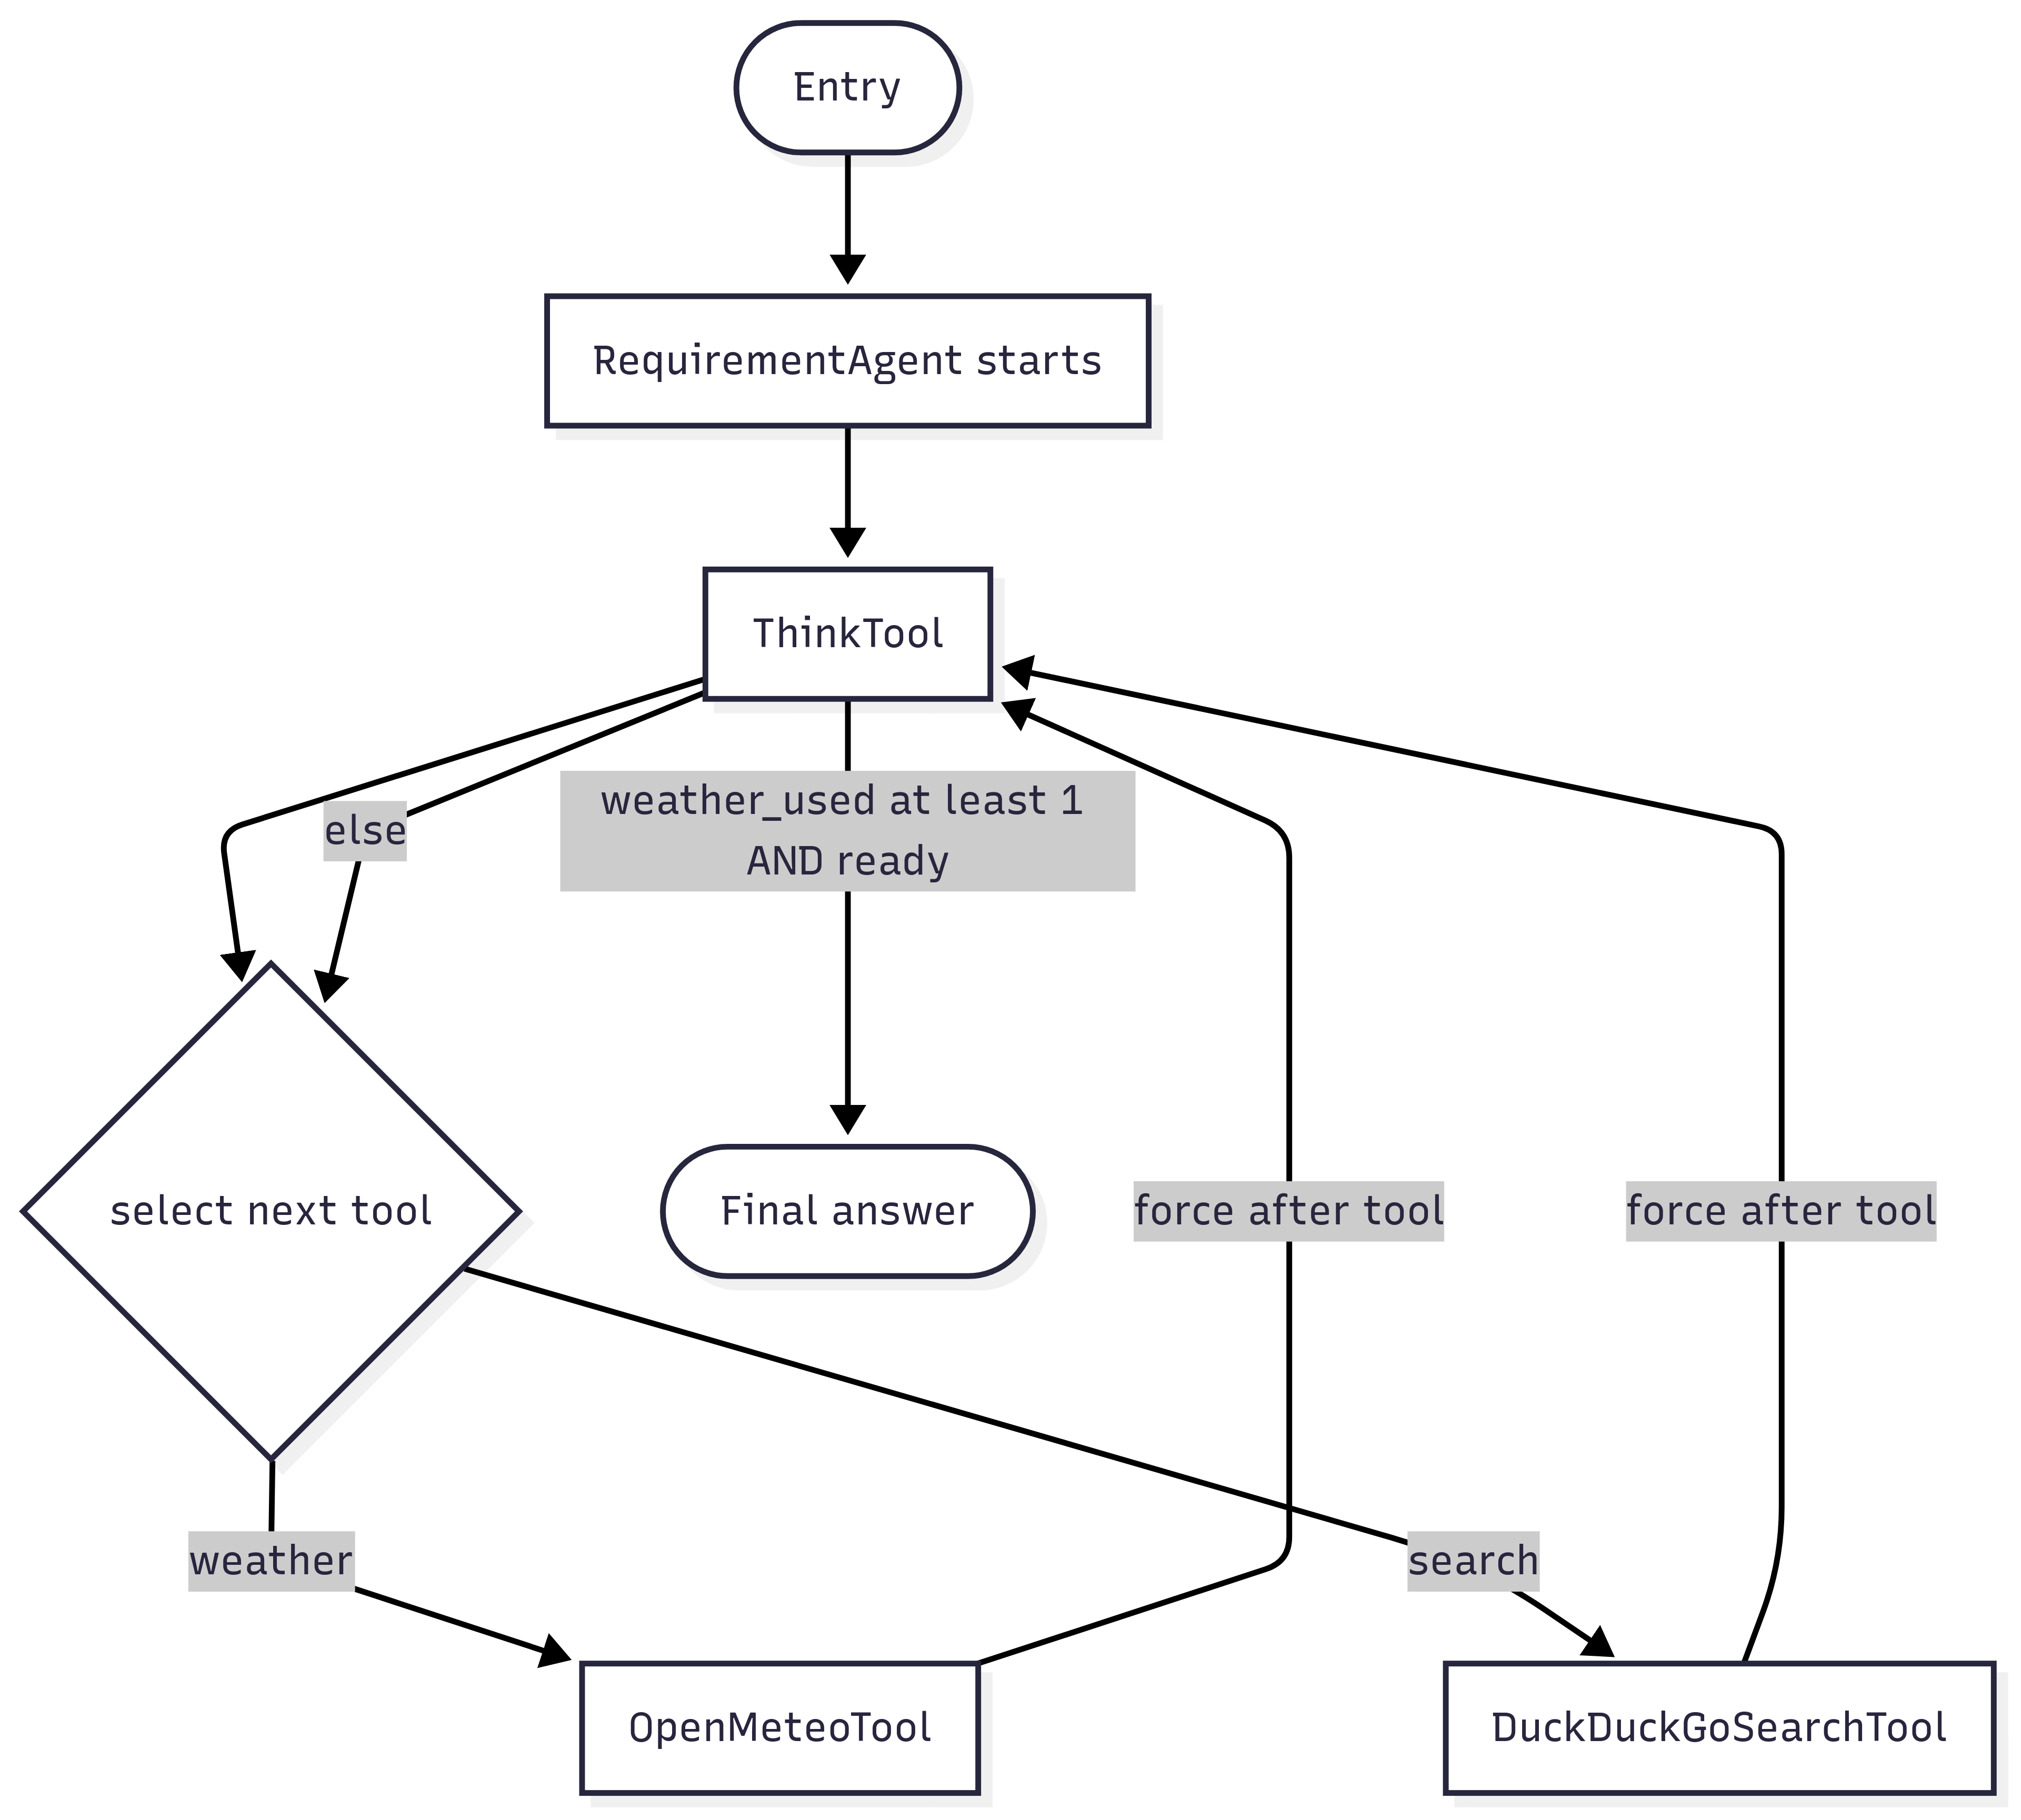 Entry
RequirementAgent starts
ThinkTool
else
weather_used at least 1
AND ready
select next tool
Final answer
force after tool
force after tool
weather
search
OpenMeteoTool
DuckDuckGoSearchTool